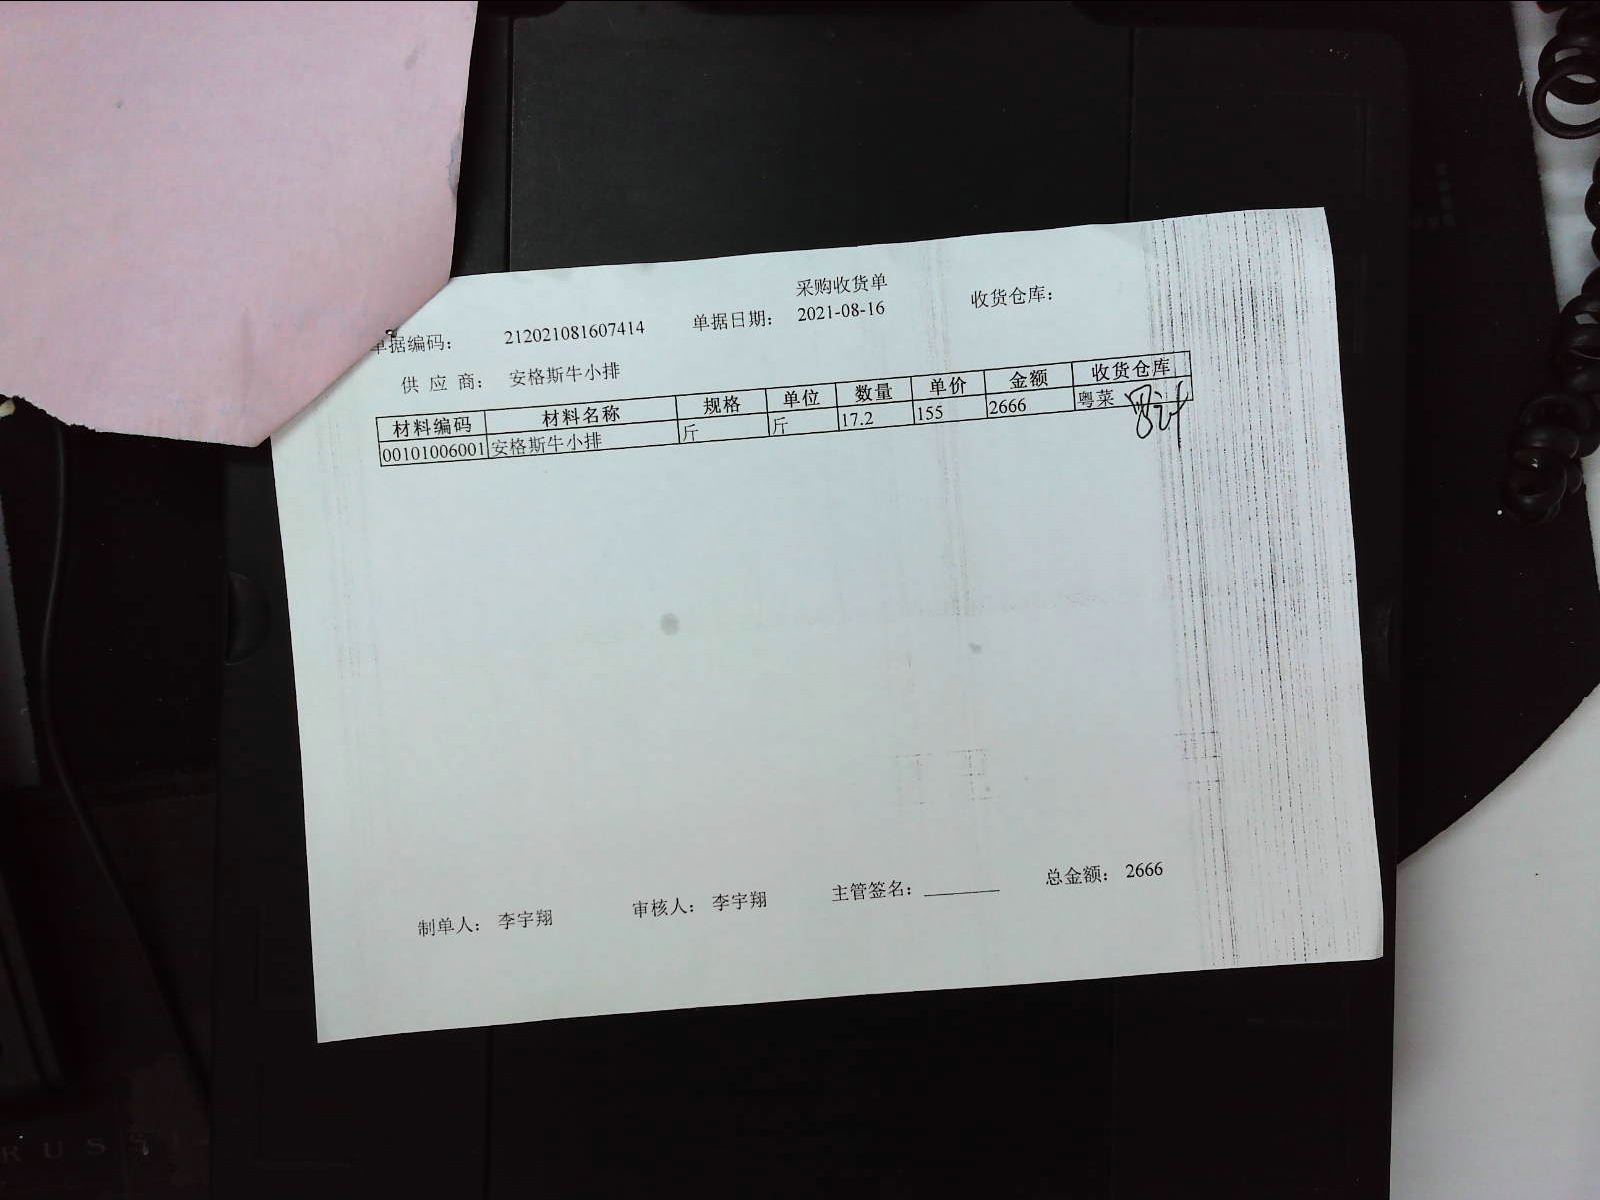 采购收货单
单据编码: 212021081607414 单据日期: 2021-08-16 收货仓库:
供应商: 安格斯牛小排
材料编码 材料名称 规格 单位 数量 单价 金额 收货仓库
00101006001 安格斯牛小排 斤 斤 17.2 155 2666 粤菜
制单人: 李宇翔 审核人: 李宇翔 主管签名: 总金额: 2666